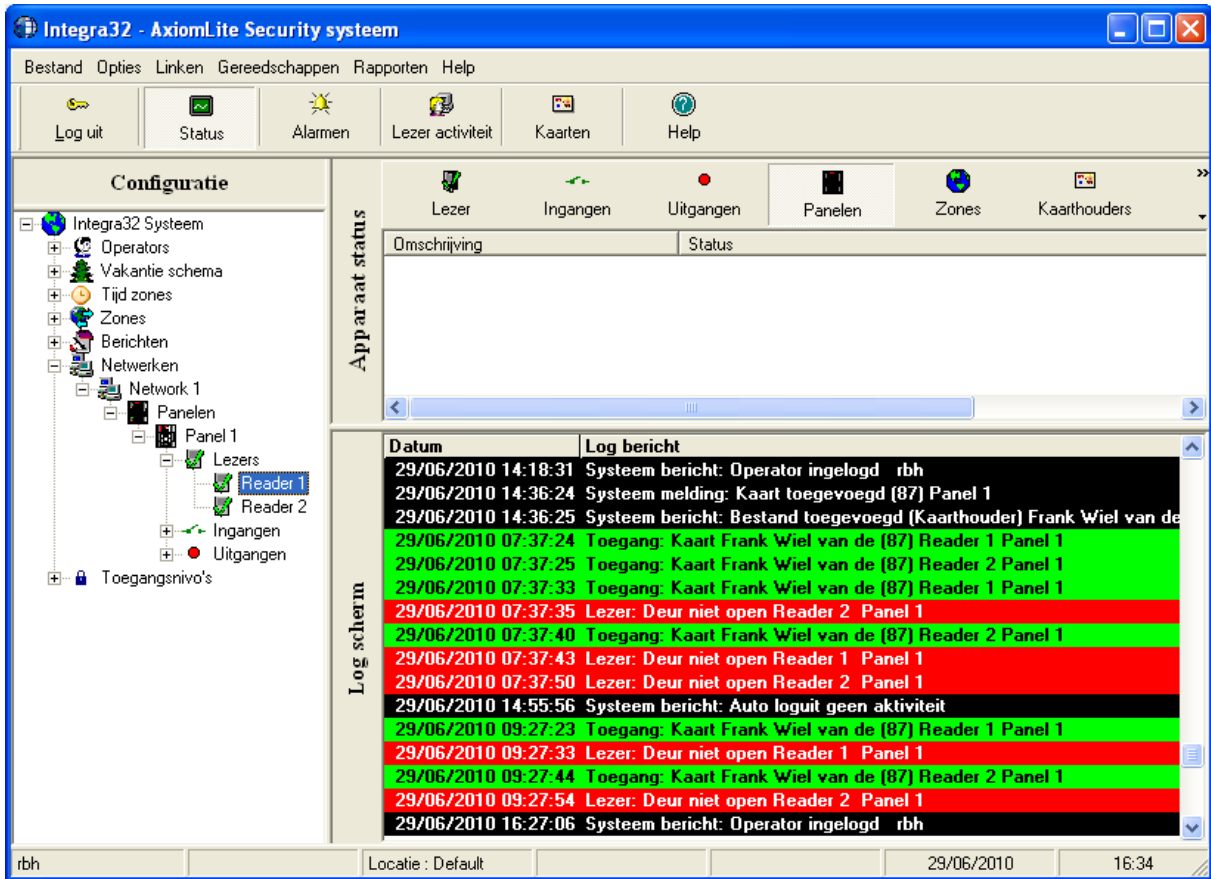 Integra32 - AxiomLite Security systeem
Bestand Opties Linken Gereedschappen Rapporten Help
Log uit Status Alarmen Lezer activiteit Kaarten Help
Configuratie
Integra32 Systeem
Operators
Vakantie schema
Tijd zones
Zones
Berichten
Netwerken
Network 1
Panelen
Panel 1
Lezers
Reader 1
Reader 2
Ingangen
Uitgangen
Toegangsnivo's
Apparaat status
Lezer Ingangen Uitgangen Panelen Zones Kaarthouders
Omschrijving Status
Log scherm
Datum Log bericht
29/06/2010 14:18:31 Systeem bericht: Operator ingelogd rbh
29/06/2010 14:36:24 Systeem melding: Kaart toegevoegd (87) Panel 1
29/06/2010 14:36:25 Systeem bericht: Bestand toegevoegd (Kaarthouder) Frank Wiel van de
29/06/2010 07:37:24 Toegang: Kaart Frank Wiel van de (87) Reader 1 Panel 1
29/06/2010 07:37:25 Toegang: Kaart Frank Wiel van de (87) Reader 2 Panel 1
29/06/2010 07:37:33 Toegang: Kaart Frank Wiel van de (87) Reader 1 Panel 1
29/06/2010 07:37:35 Lezer: Deur niet open Reader 2 Panel 1
29/06/2010 07:37:40 Toegang: Kaart Frank Wiel van de (87) Reader 2 Panel 1
29/06/2010 07:37:43 Lezer: Deur niet open Reader 1 Panel 1
29/06/2010 07:37:50 Lezer: Deur niet open Reader 2 Panel 1
29/06/2010 14:55:56 Systeem bericht: Auto loguit geen aktiviteit
29/06/2010 09:27:23 Toegang: Kaart Frank Wiel van de (87) Reader 1 Panel 1
29/06/2010 09:27:33 Lezer: Deur niet open Reader 1 Panel 1
29/06/2010 09:27:44 Toegang: Kaart Frank Wiel van de (87) Reader 2 Panel 1
29/06/2010 09:27:54 Lezer: Deur niet open Reader 2 Panel 1
29/06/2010 16:27:06 Systeem bericht: Operator ingelogd rbh
rbh Locatie : Default 29/06/2010 16:34